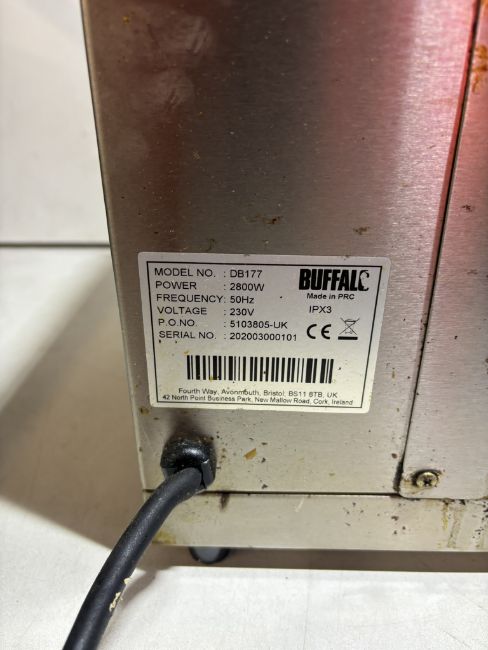 BUFFALO
Made in PRC
IPX3
MODEL NO. : DB177
POWER : 2800W
FREQUENCY: 50Hz
VOLTAGE : 230V
P.O.NO. : 5103805-UK
SERIAL NO. : 202003000101
CE
Fourth Way, Avonmouth, Bristol, BS11 8TB, UK
42 North Point Business Park, New Mallow Road, Cork, Ireland